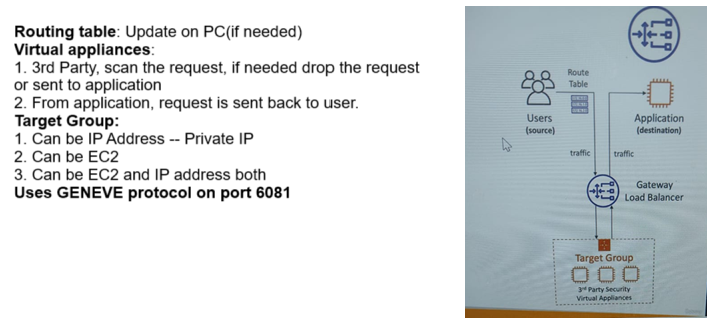 Routing table: Update on PC(if needed)
Virtual appliances:
1. 3rd Party, scan the request, if needed drop the request
or sent to application
2. From application, request is sent back to user.
Target Group:
1. Can be IP Address -- Private IP
2. Can be EC2
3. Can be EC2 and IP address both
Uses GENEVE protocol on port 6081
Route
Table
Users
(source)
Application
(destination)
traffic
traffic
Gateway
Load Balancer
Target Group
3rd Party Security
Virtual Appliances